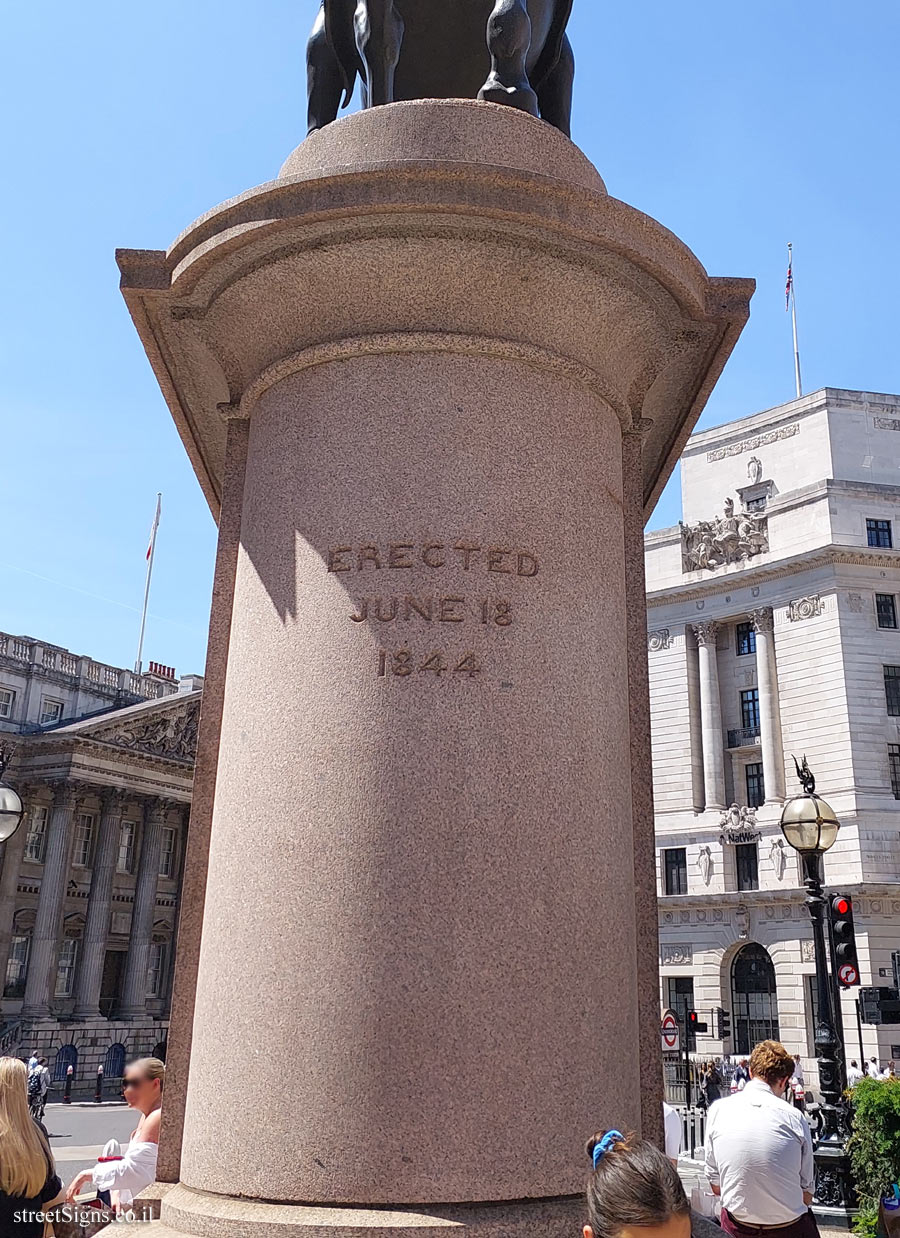 ERECTED
JUNE 18
1844
NatWest
streetSigns.co.il